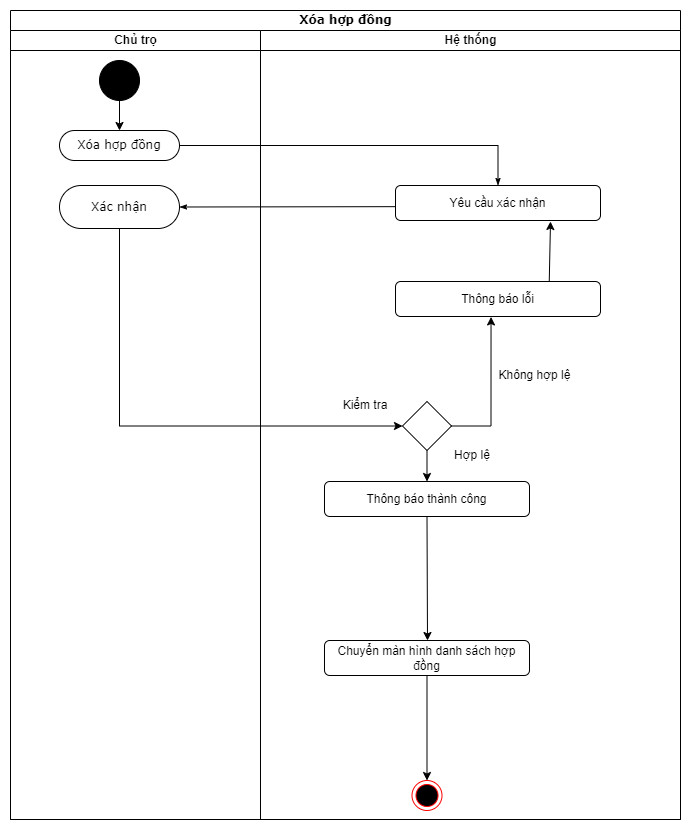 Xóa hợp đồng
Chủ trọ
Hệ thống
Xóa hợp đồng
Xác nhận
Yêu cầu xác nhận
Thông báo lỗi
Không hợp lệ
Kiểm tra
Hợp lệ
Thông báo thành công
Chuyển màn hình danh sách hợp
đồng